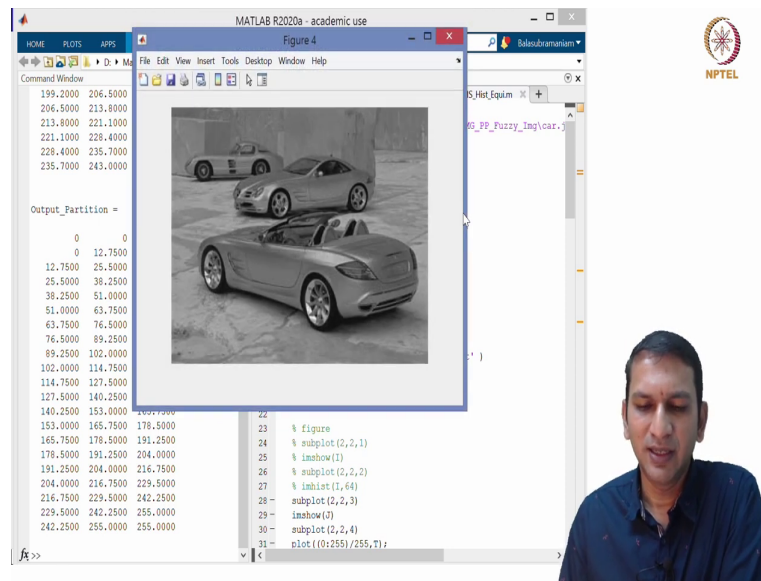 MATLAB R2020a - academic use
HOME PLOTS APPS
Balasubramaniam
Figure 4
File Edit View Insert Tools Desktop Window Help
D:
Command Window
IS_Hist_Equi.m
MG_PP_Fuzzy_Img\car.j
199.2000 206.5000
206.5000 213.8000
213.8000 221.1000
221.1000 228.4000
228.4000 235.7000
235.7000 243.0000
Output_Partition =
0 0
0 12.7500
12.7500 25.5000
25.5000 38.2500
38.2500 51.0000
51.0000 63.7500
63.7500 76.5000
76.5000 89.2500
89.2500 102.0000
102.0000 114.7500
114.7500 127.5000
127.5000 140.2500
140.2500 153.0000 165.7500
153.0000 165.7500 178.5000
165.7500 178.5000 191.2500
178.5000 191.2500 204.0000
191.2500 204.0000 216.7500
204.0000 216.7500 229.5000
216.7500 229.5000 242.2500
229.5000 242.2500 255.0000
242.2500 255.0000 255.0000
fx >>
' )
22
23 % figure
24 % subplot(2,2,1)
25 % imshow(I)
26 % subplot(2,2,2)
27 % imhist(I,64)
28 - subplot(2,2,3)
29 - imshow(J)
30 - subplot(2,2,4)
31 - plot((0:255)/255,T);
NPTEL